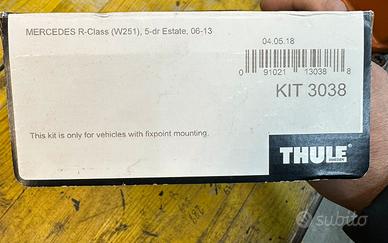 MERCEDES R-Class (W251), 5-dr Estate, 06-13
04.05.18
0 91021 13038 8
KIT 3038
This kit is only for vehicles with fixpoint mounting.
THULE
SWEDEN
subito